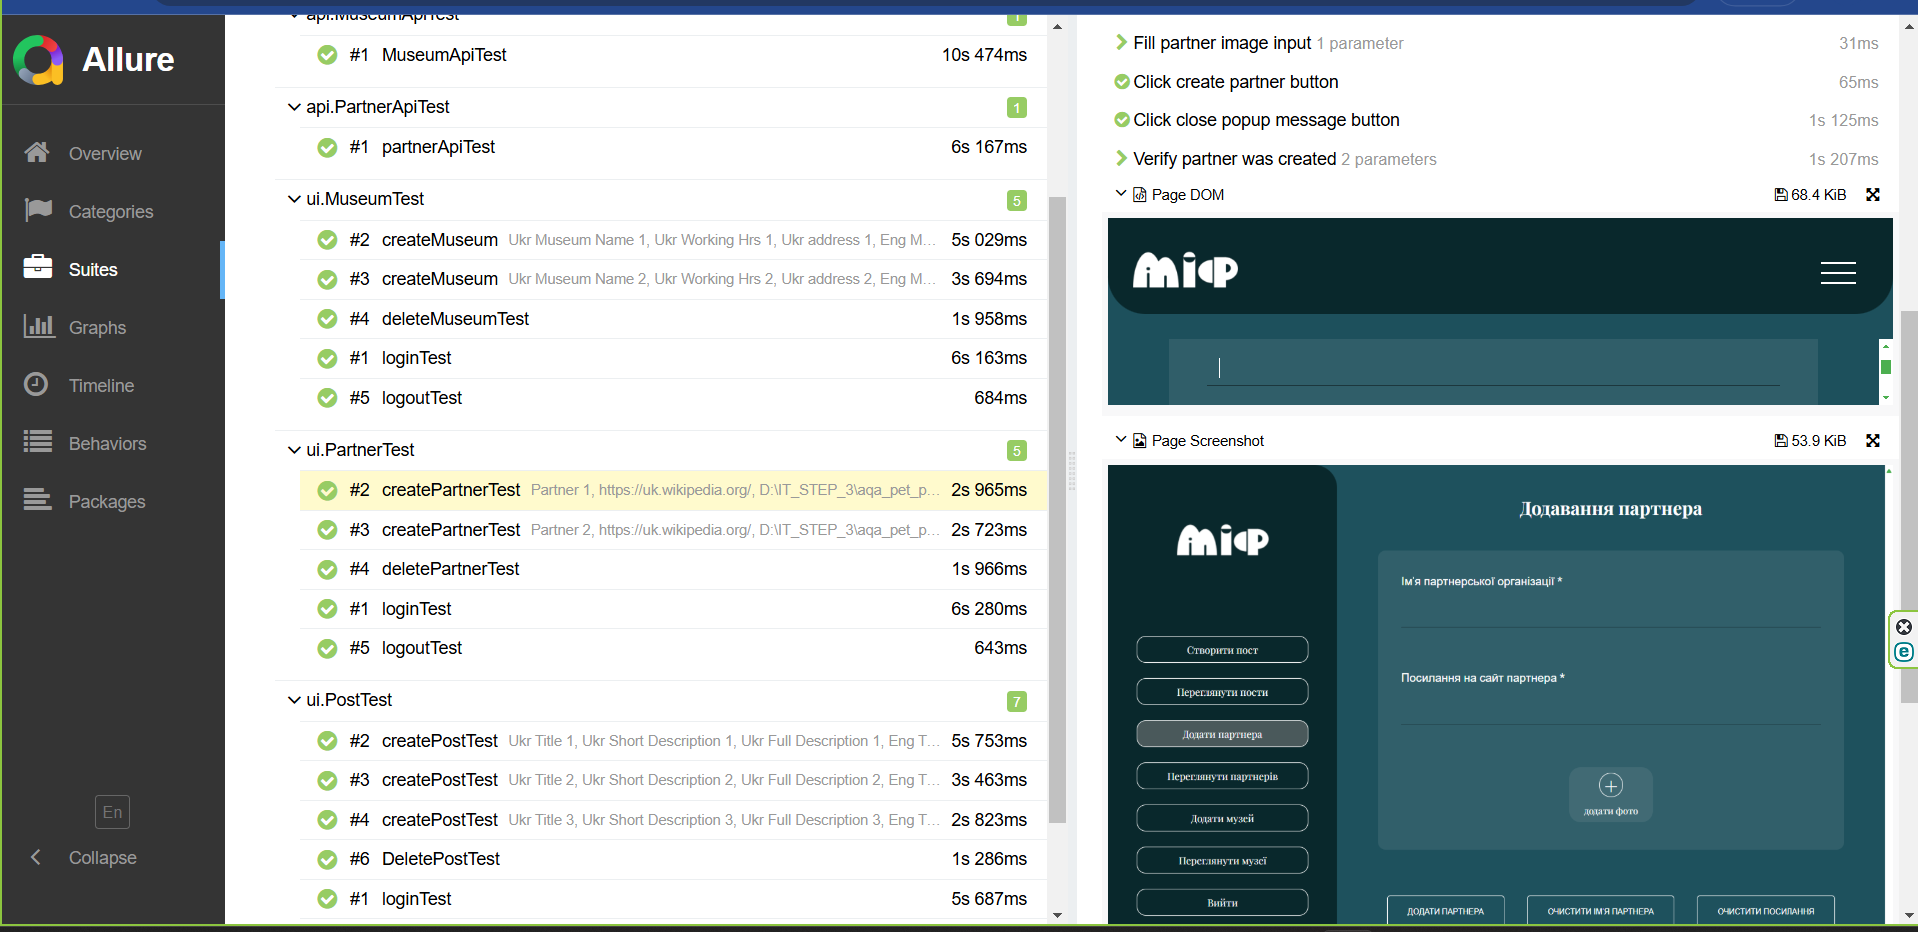 Allure
Overview
Categories
Suites
Graphs
Timeline
Behaviors
Packages
En
Collapse
api.MuseumApiTest 1
#1 MuseumApiTest 10s 474ms
api.PartnerApiTest 1
#1 partnerApiTest 6s 167ms
ui.MuseumTest 5
#2 createMuseum Ukr Museum Name 1, Ukr Working Hrs 1, Ukr address 1, Eng M... 5s 029ms
#3 createMuseum Ukr Museum Name 2, Ukr Working Hrs 2, Ukr address 2, Eng M... 3s 694ms
#4 deleteMuseumTest 1s 958ms
#1 loginTest 6s 163ms
#5 logoutTest 684ms
ui.PartnerTest 5
#2 createPartnerTest Partner 1, https://uk.wikipedia.org/, D:\IT_STEP_3\aqa_pet_p... 2s 965ms
#3 createPartnerTest Partner 2, https://uk.wikipedia.org/, D:\IT_STEP_3\aqa_pet_p... 2s 723ms
#4 deletePartnerTest 1s 966ms
#1 loginTest 6s 280ms
#5 logoutTest 643ms
ui.PostTest 7
#2 createPostTest Ukr Title 1, Ukr Short Description 1, Ukr Full Description 1, Eng T... 5s 753ms
#3 createPostTest Ukr Title 2, Ukr Short Description 2, Ukr Full Description 2, Eng T... 3s 463ms
#4 createPostTest Ukr Title 3, Ukr Short Description 3, Ukr Full Description 3, Eng T... 2s 823ms
#6 DeletePostTest 1s 286ms
#1 loginTest 5s 687ms
Fill partner image input 1 parameter 31ms
Click create partner button 65ms
Click close popup message button 1s 125ms
Verify partner was created 2 parameters 1s 207ms
Page DOM 68.4 KiB
МІСР
Page Screenshot 53.9 KiB
МІСР
Створити пост
Переглянути пости
Додати партнера
Переглянути партнерів
Додати музей
Переглянути музеї
Вийти
Додавання партнера
Ім'я партнерської організації *
Посилання на сайт партнера *
додати фото
ДОДАТИ ПАРТНЕРА
ОЧИСТИТИ ІМ'Я ПАРТНЕРА
ОЧИСТИТИ ПОСИЛАННЯ